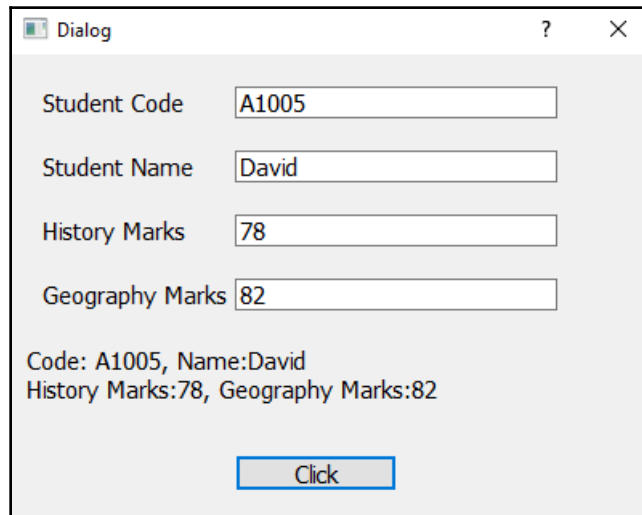 Dialog ?
Student Code A1005
Student Name David
History Marks 78
Geography Marks 82
Code: A1005, Name:David
History Marks:78, Geography Marks:82
Click